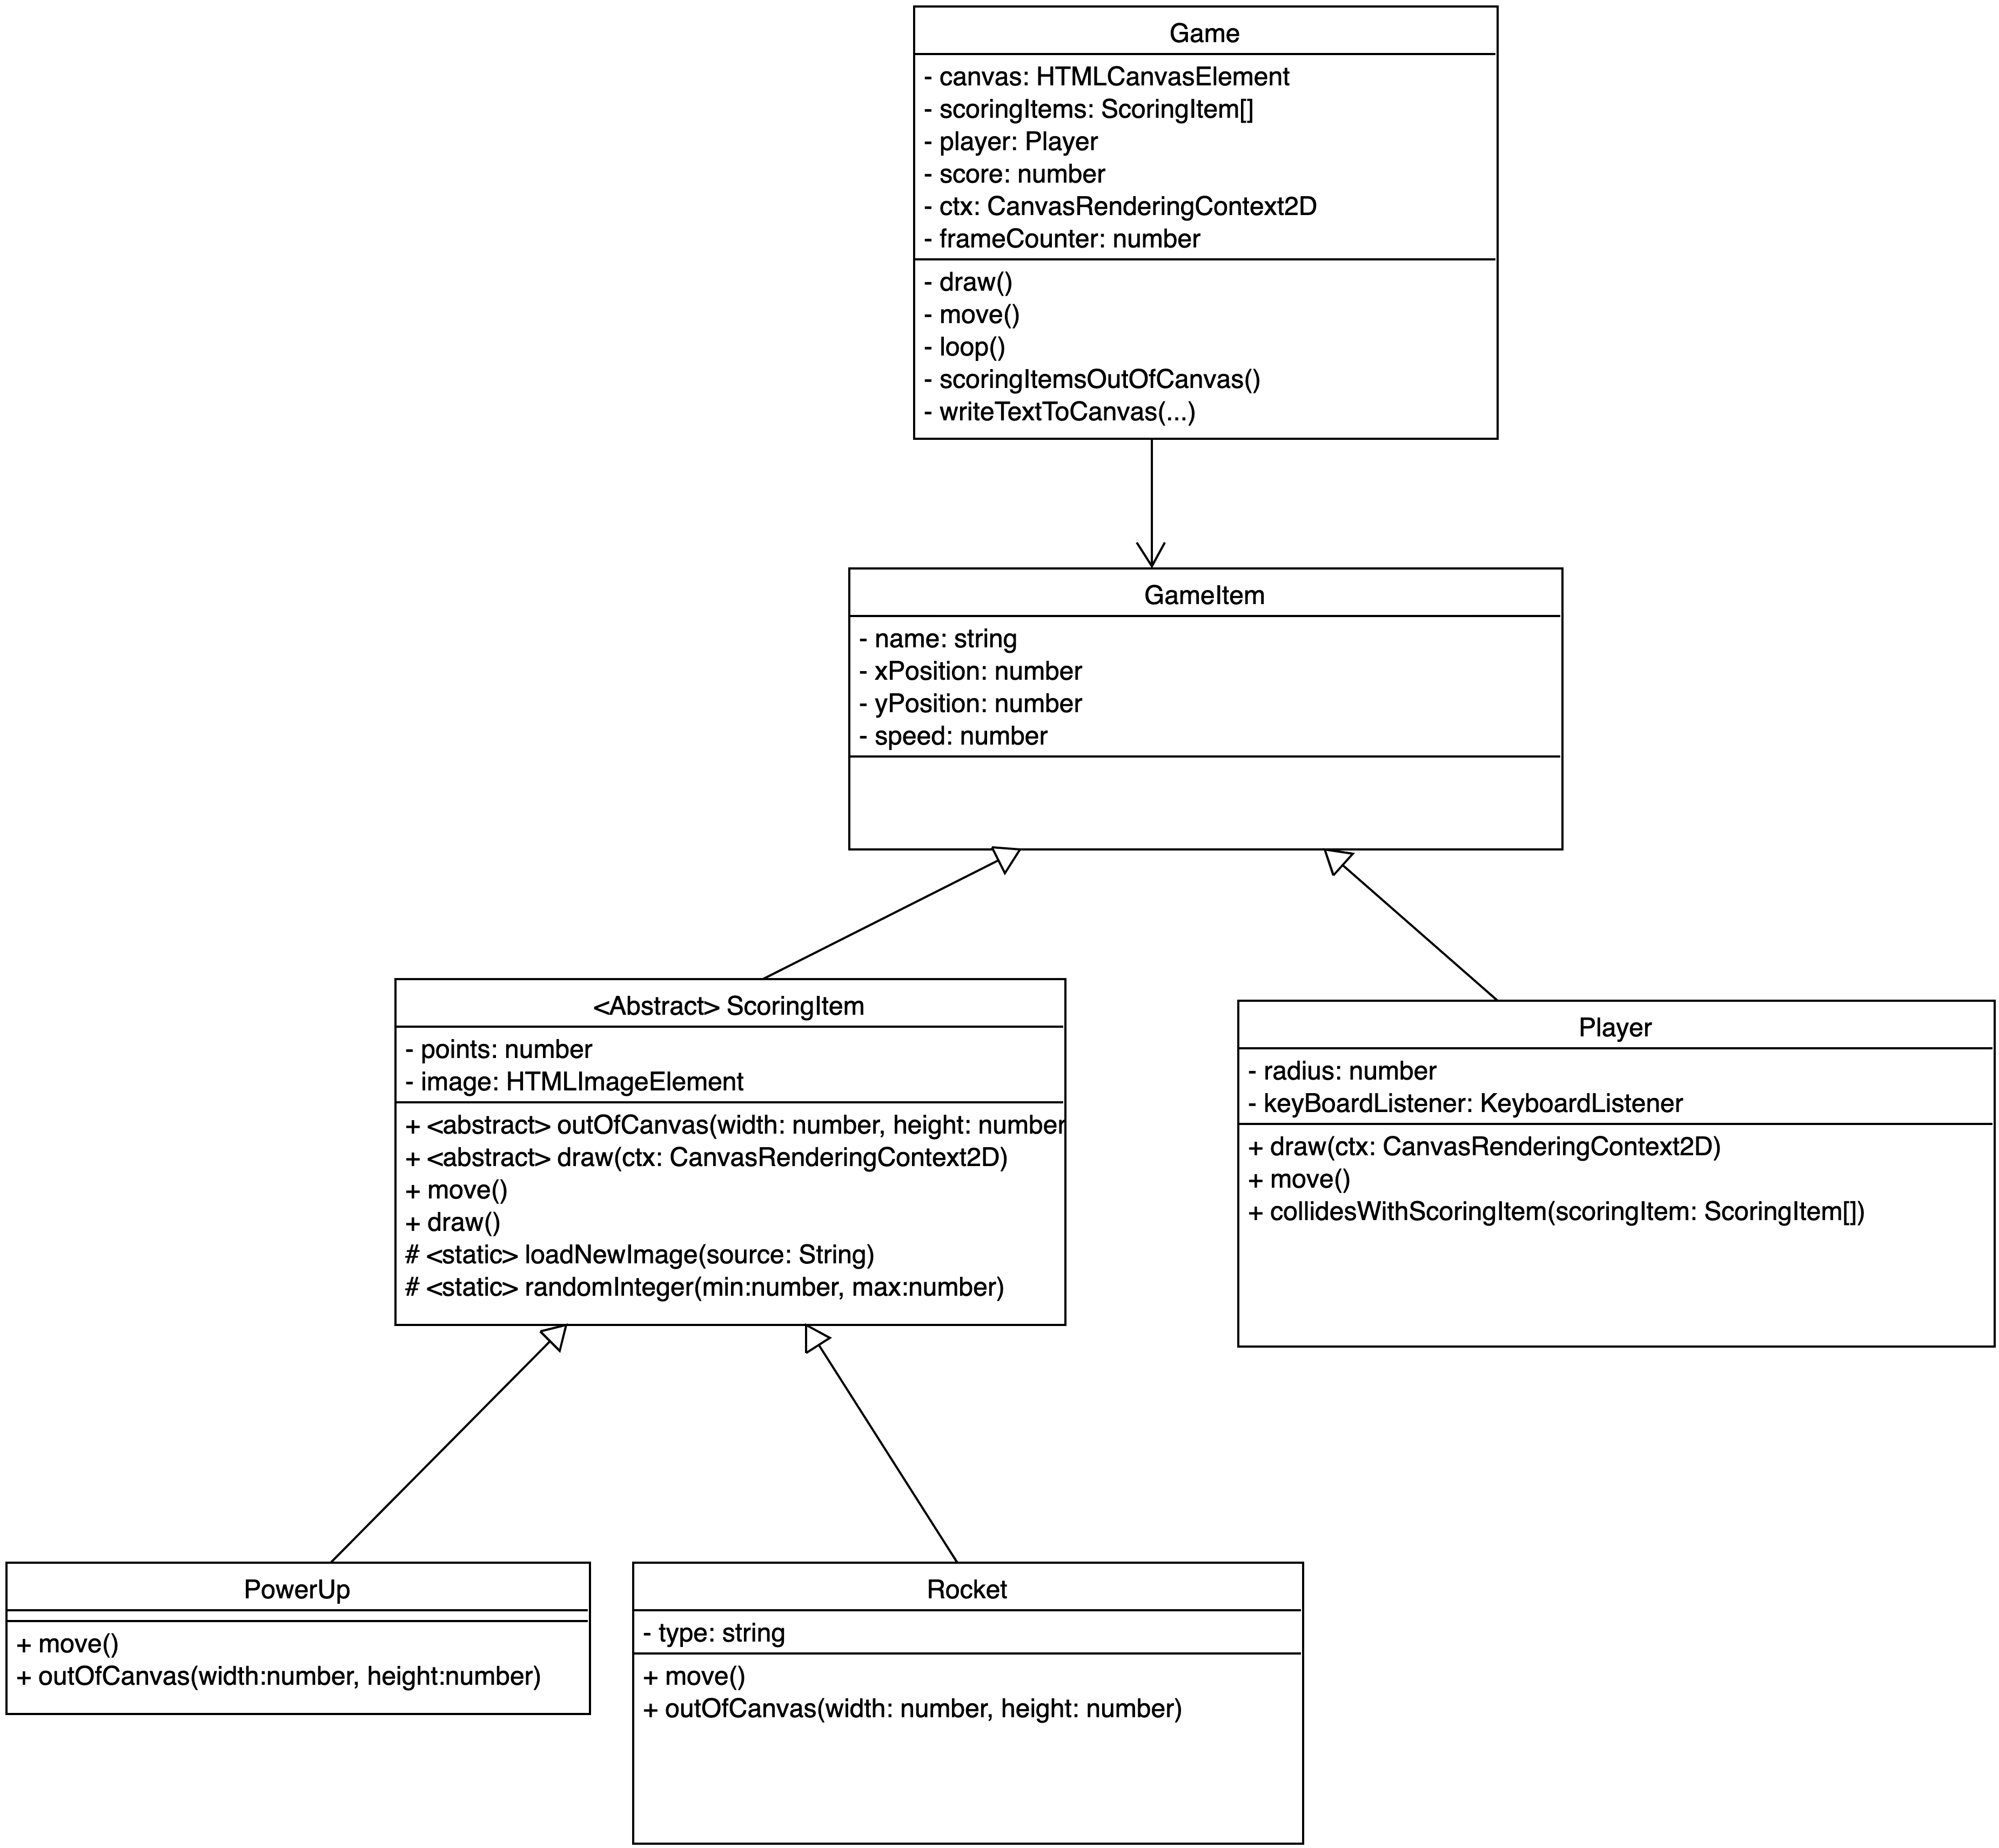 Game
- canvas: HTMLCanvasElement
- scoringItems: ScoringItem[]
- player: Player
- score: number
- ctx: CanvasRenderingContext2D
- frameCounter: number
- draw()
- move()
- loop()
- scoringItemsOutOfCanvas()
- writeTextToCanvas(...)
GameItem
- name: string
- xPosition: number
- yPosition: number
- speed: number
<Abstract> ScoringItem
- points: number
- image: HTMLImageElement
+ <abstract> outOfCanvas(width: number, height: number
+ <abstract> draw(ctx: CanvasRenderingContext2D)
+ move()
+ draw()
# <static> loadNewImage(source: String)
# <static> randomInteger(min:number, max:number)
Player
- radius: number
- keyBoardListener: KeyboardListener
+ draw(ctx: CanvasRenderingContext2D)
+ move()
+ collidesWithScoringItem(scoringItem: ScoringItem[])
PowerUp
+ move()
+ outOfCanvas(width:number, height:number)
Rocket
- type: string
+ move()
+ outOfCanvas(width: number, height: number)